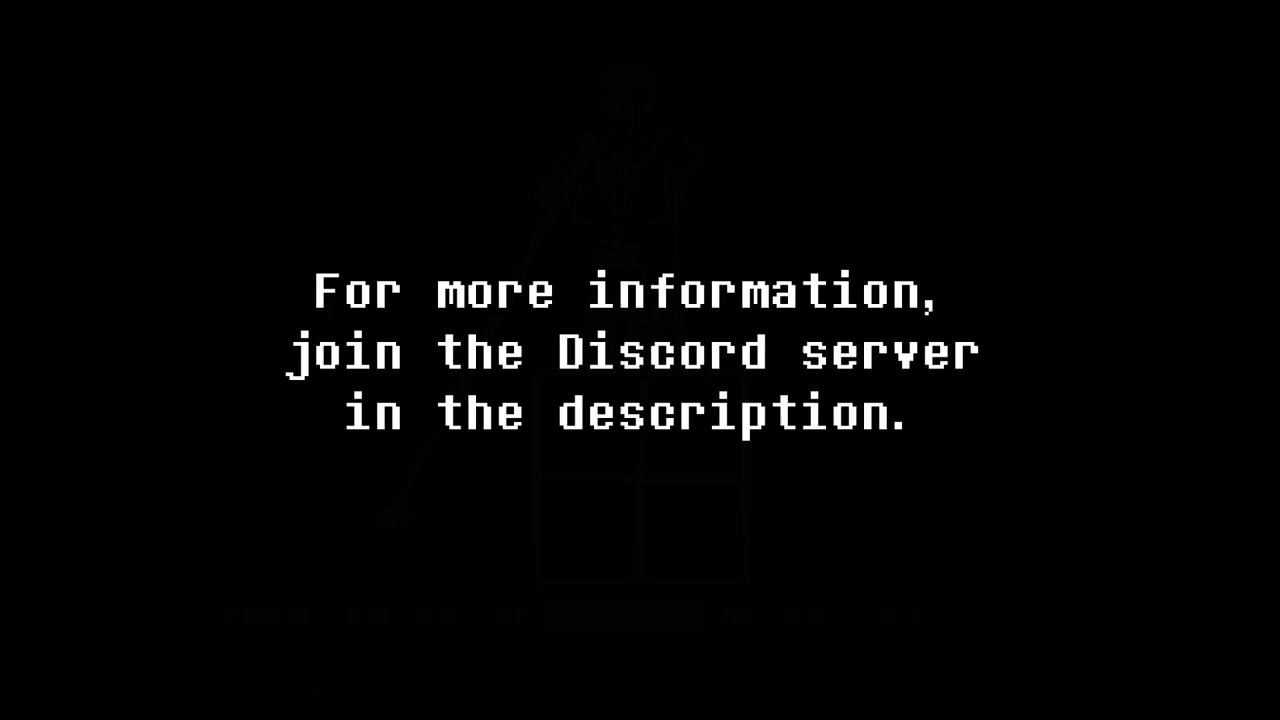 For more information,
join the Discord server
in the description.